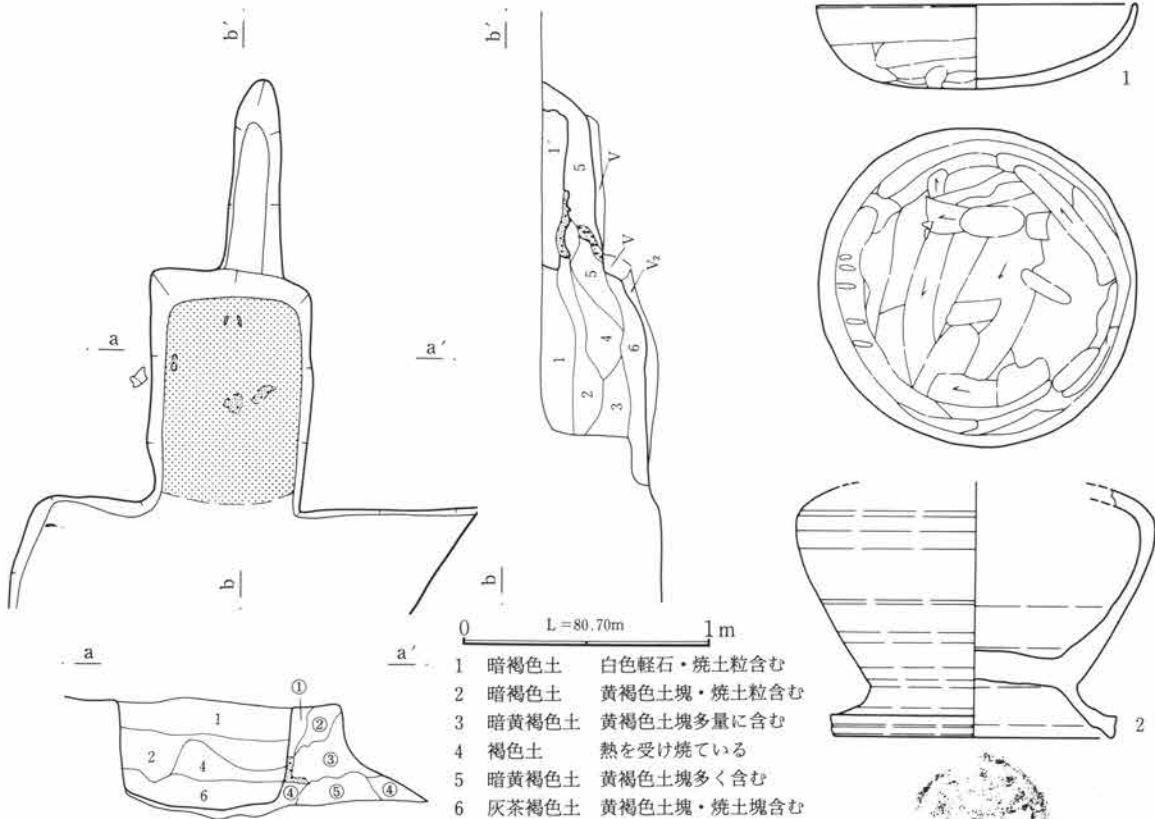 b′
b′
1
a
a′
1′
5
V
V
5
V₂
4
1
6
2
3
b
b
2
0 L=80.70m 1m
a
a′
①
1
②
2
4
③
6
④
⑤
④
1 暗褐色土 白色軽石・焼土粒含む
2 暗褐色土 黄褐色土塊・焼土粒含む
3 暗黄褐色土 黄褐色土塊多量に含む
4 褐色土 熱を受け焼ている
5 暗黄褐色土 黄褐色土塊多く含む
6 灰茶褐色土 黄褐色土塊・焼土塊含む